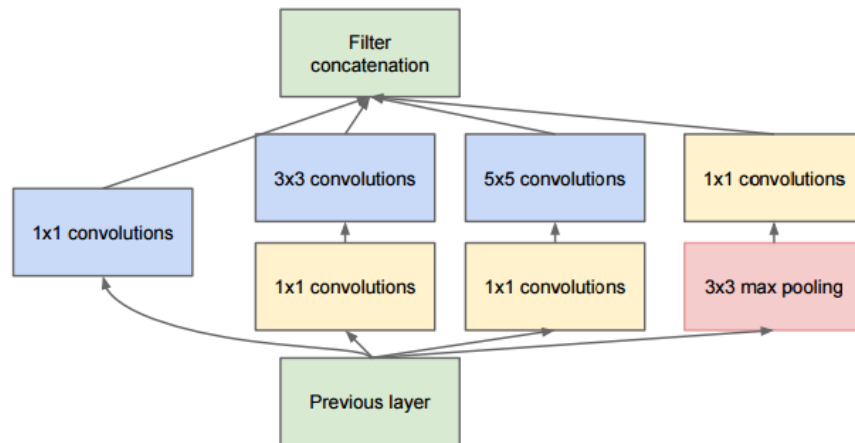 Filter
concatenation
3x3 convolutions
5x5 convolutions
1x1 convolutions
1x1 convolutions
1x1 convolutions
1x1 convolutions
3x3 max pooling
Previous layer